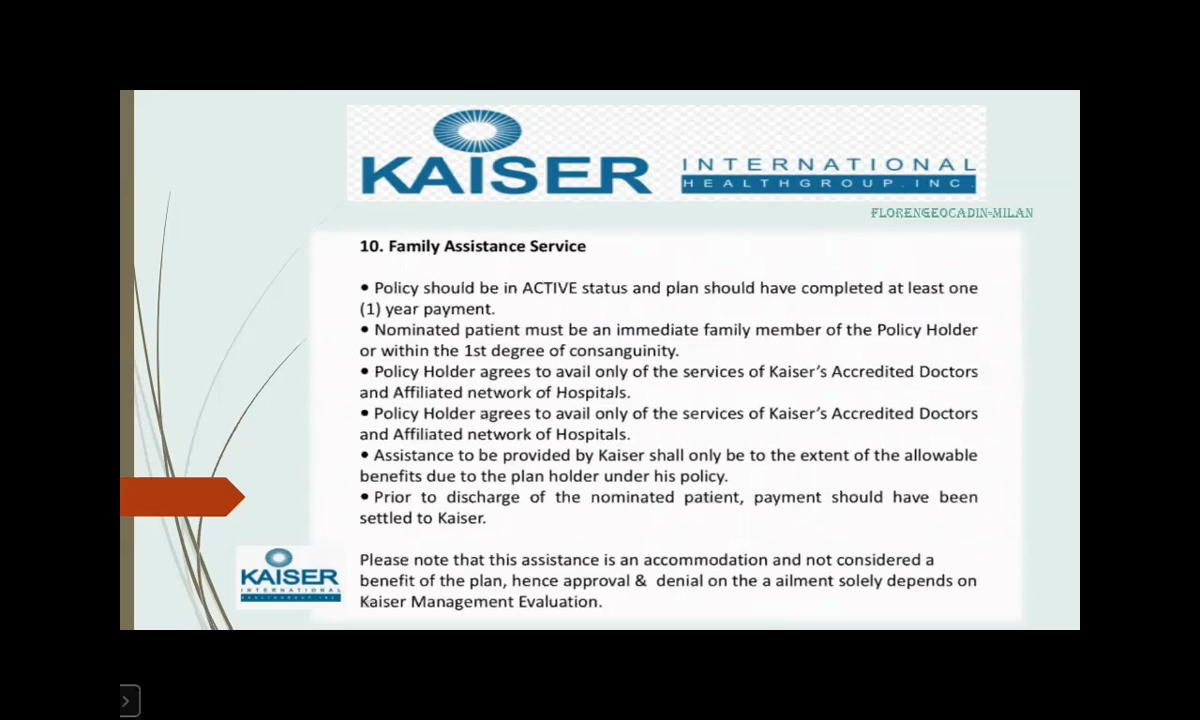 KAISER INTERNATIONAL
HEALTHGROUP, INC.
FLORENGEOCADIN-MILAN
10. Family Assistance Service
• Policy should be in ACTIVE status and plan should have completed at least one
(1) year payment.
• Nominated patient must be an immediate family member of the Policy Holder
or within the 1st degree of consanguinity.
• Policy Holder agrees to avail only of the services of Kaiser's Accredited Doctors
and Affiliated network of Hospitals.
• Policy Holder agrees to avail only of the services of Kaiser's Accredited Doctors
and Affiliated network of Hospitals.
• Assistance to be provided by Kaiser shall only be to the extent of the allowable
benefits due to the plan holder under his policy.
• Prior to discharge of the nominated patient, payment should have been
settled to Kaiser.
Please note that this assistance is an accommodation and not considered a
benefit of the plan, hence approval & denial on the a ailment solely depends on
Kaiser Management Evaluation.
KAISER
INTERNATIONAL
HEALTHGROUP INC